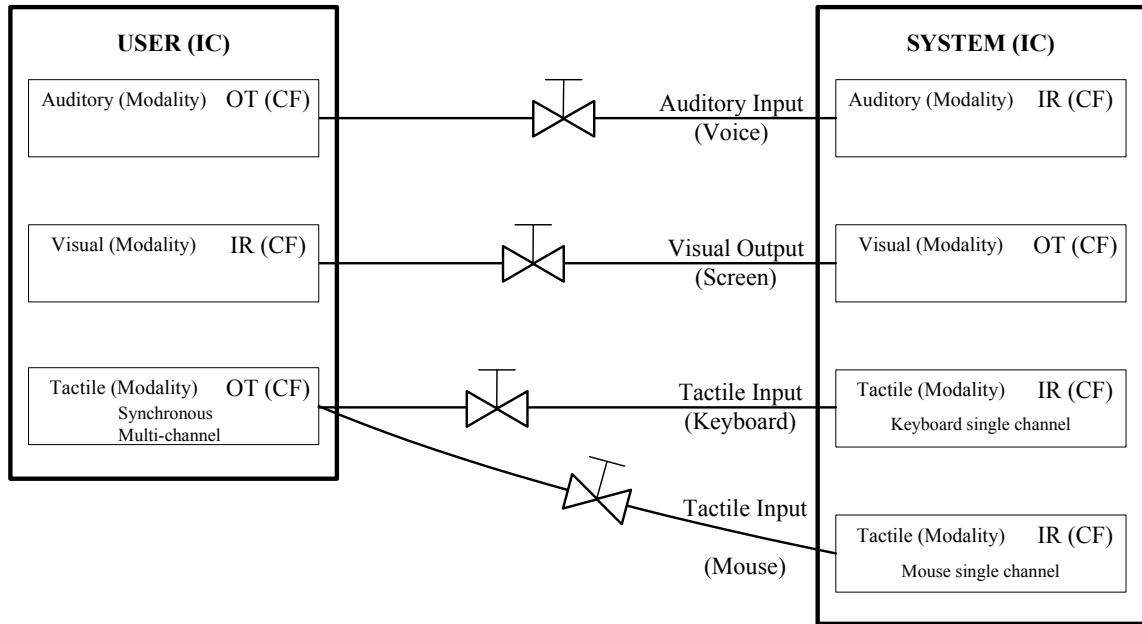 USER (IC)
Auditory (Modality) OT (CF)
Visual (Modality) IR (CF)
Tactile (Modality) OT (CF)
Synchronous
Multi-channel
Auditory Input
(Voice)
Visual Output
(Screen)
Tactile Input
(Keyboard)
Tactile Input
(Mouse)
SYSTEM (IC)
Auditory (Modality) IR (CF)
Visual (Modality) OT (CF)
Tactile (Modality) IR (CF)
Keyboard single channel
Tactile (Modality) IR (CF)
Mouse single channel